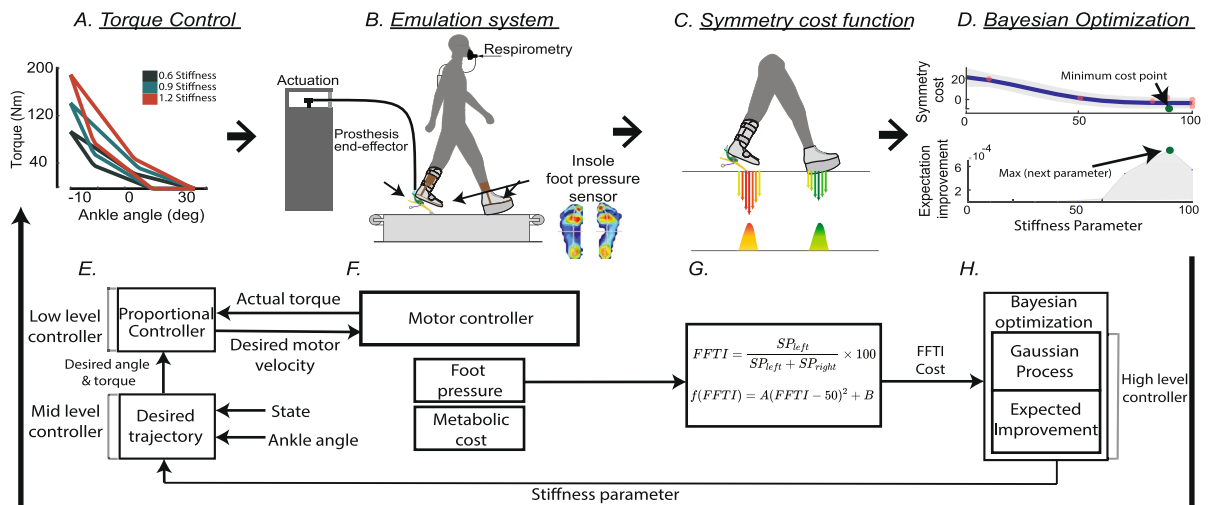 A. Torque Control
200
120
40
Torque (Nm)
0.6 Stiffness
0.9 Stiffness
1.2 Stiffness
-10
0
30
Ankle angle (deg)
B. Emulation system
Respirometry
Actuation
Prosthesis
end-effector
Insole
foot pressure
sensor
C. Symmetry cost function
D. Bayesian Optimization
Symmetry
cost
20
0
Minimum cost point
0
50
100
Expectation
improvement
10-4
6
2
Max (next parameter)
0
50
100
Stiffness Parameter
E.
Low level
controller
Proportional
Controller
Actual torque
Desired motor
velocity
Desired angle
& torque
Mid level
controller
Desired
trajectory
State
Ankle angle
F.
Motor controller
Foot
pressure
Metabolic
cost
G.
FFTI = SPleft / SPleft + SPright × 100
f(FFTI) = A(FFTI − 50)² + B
FFTI
Cost
H.
Bayesian
optimization
Gaussian
Process
Expected
Improvement
High level
controller
Stiffness parameter